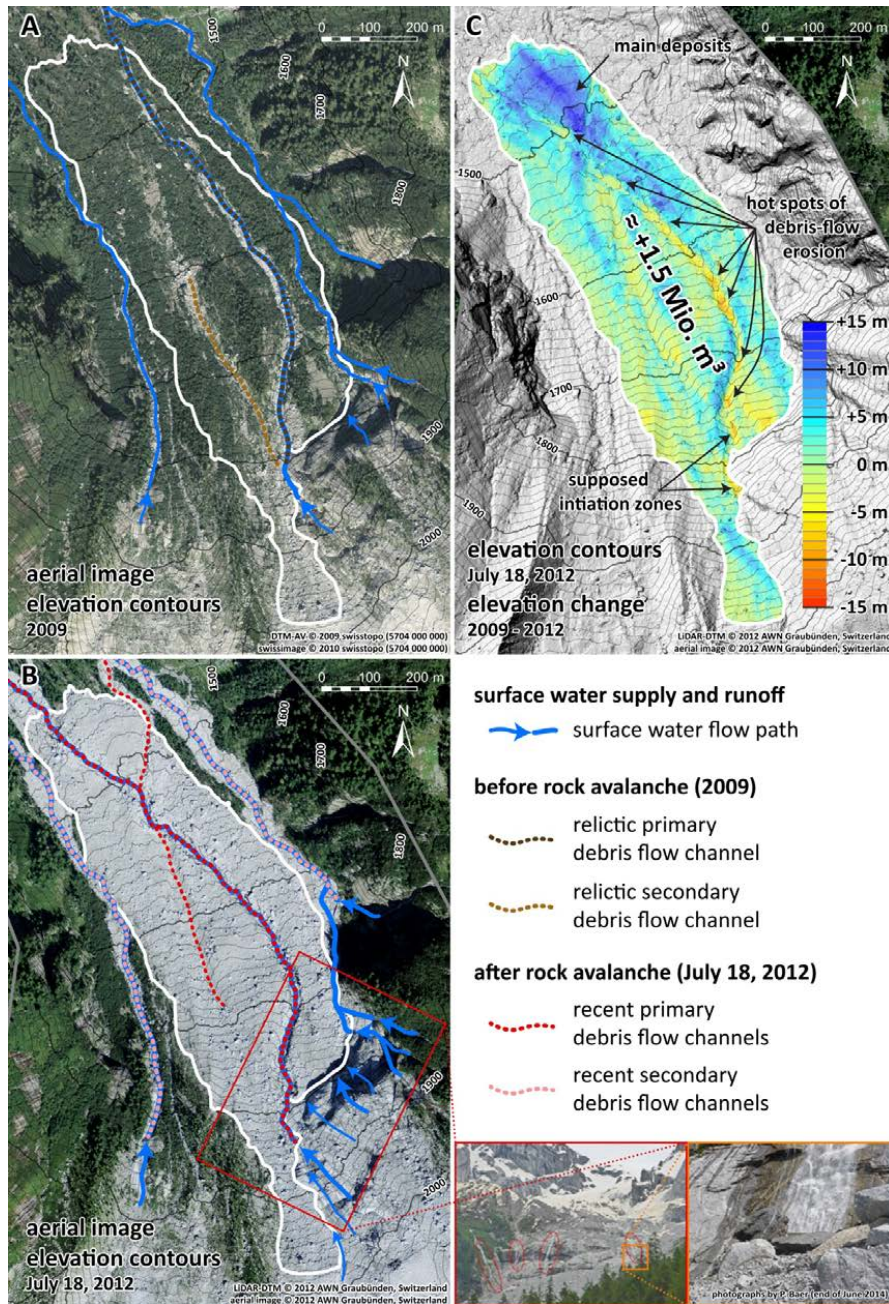 A
0 100 200 m
N
1500
1600
1700
1800
1900
2000
aerial image
elevation contours
2009
DTM-AV © 2009 swisstopo (5704 000 000)
swissimage © 2010 swisstopo (5704 000 000)
C
0 100 200 m
N
main deposits
1500
hot spots of
debris-flow
erosion
≈ +1.5 Mio. m³
1600
1700
1800
1900
+15 m
+10 m
+5 m
0 m
-5 m
-10 m
-15 m
supposed
intiation zones
elevation contours
July 18, 2012
elevation change
2009 - 2012
LiDAR-DTM © 2012 AWN Graubünden, Switzerland
aerial image © 2012 AWN Graubünden, Switzerland
B
0 100 200 m
N
1500
1600
1700
1800
1900
2000
aerial image
elevation contours
July 18, 2012
LiDAR-DTM © 2012 AWN Graubünden, Switzerland
aerial image © 2012 AWN Graubünden, Switzerland
surface water supply and runoff
surface water flow path
before rock avalanche (2009)
relictic primary
debris flow channel
relictic secondary
debris flow channel
after rock avalanche (July 18, 2012)
recent primary
debris flow channels
recent secondary
debris flow channels
photographs by P. Baer (end of June 2014)